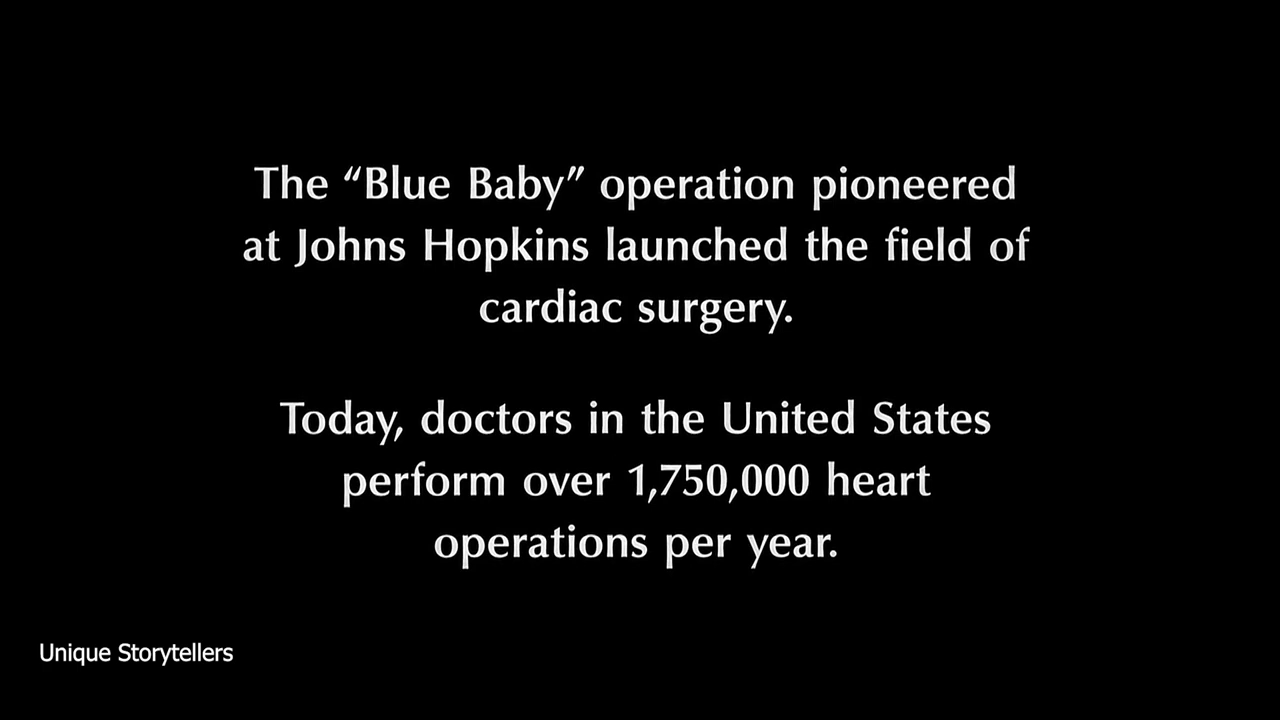 The “Blue Baby” operation pioneered
at Johns Hopkins launched the field of
cardiac surgery.
Today, doctors in the United States
perform over 1,750,000 heart
operations per year.
Unique Storytellers